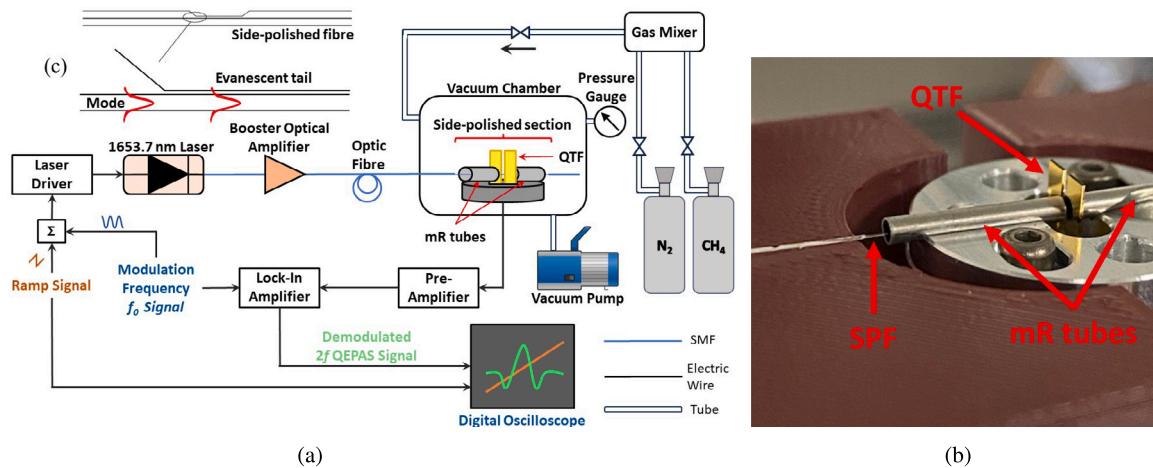 Side-polished fibre
(c)
Evanescent tail
Mode
Gas Mixer
Pressure
Gauge
Vacuum Chamber
Side-polished section
QTF
mR tubes
1653.7 nm Laser
Booster Optical
Amplifier
Optic
Fibre
Laser
Driver
Σ
Ramp Signal
Modulation
Frequency
f₀ Signal
Lock-In
Amplifier
Pre-
Amplifier
Vacuum Pump
N₂
CH₄
Demodulated
2f QEPAS Signal
Digital Oscilloscope
SMF
Electric
Wire
Tube
(a)
QTF
SPF
mR tubes
(b)